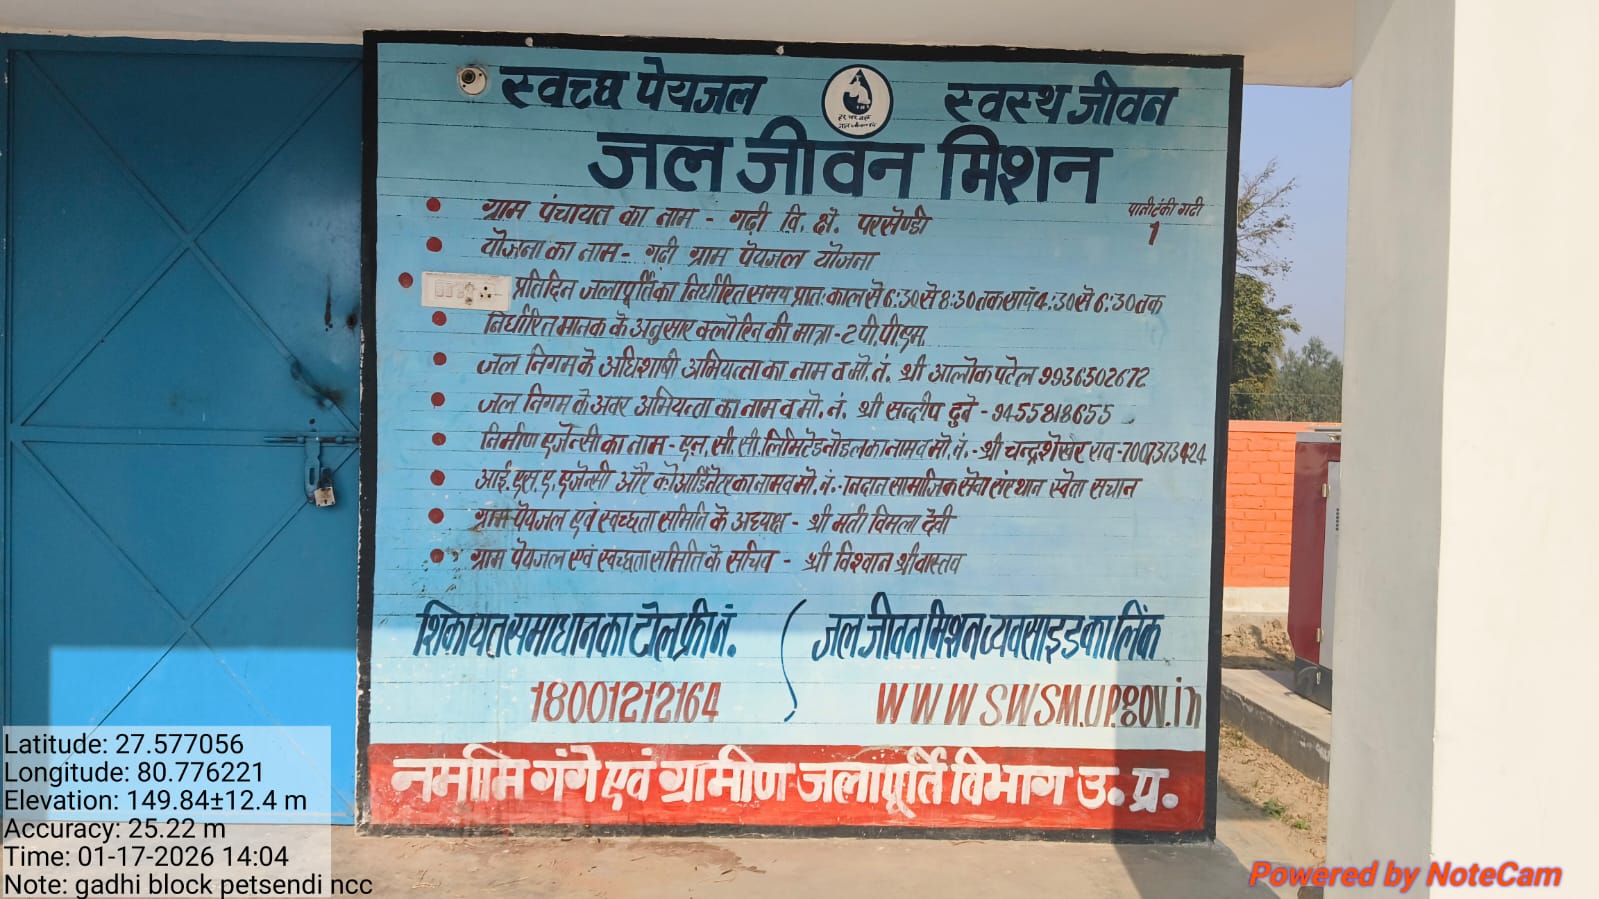 स्वच्छ पेयजल स्वस्थ जीवन
जल जीवन मिशन
ग्राम पंचायत का नाम - गढ़ी वि. क्षे. परसेण्डी
पानी टंकी गढी
1
योजना का नाम - गढ़ी ग्राम पेयजल योजना
प्रतिदिन जलापूर्ति का निर्धारित समय प्रातः काल से 6:30 से 8:30 तक सायं 4:30 से 6:30 तक
निर्धारित मानक के अनुसार क्लोरिन की मात्रा - 2 पी.पी.एम.
जल निगम के अधिशाषी अभियन्ता का नाम व मो. नं. श्री आलोक पटेल 9936502672
जल निगम के अवर अभियन्ता का नाम व मो. नं. श्री सन्दीप दुबे - 9455818655
निर्माण एजेन्सी का नाम - एन. सी. सी. लिमिटेड नोडल का नाम व मो. नं. - श्री चन्द्रशेखर राव - 7007373424
आई. एस. ए. एजेन्सी और कोआर्डिनेटर का नाम व मो. नं. - निदान सामाजिक सेवा संस्थान स्वेता सचान
ग्राम पेयजल एवं स्वच्छता समिति के अध्यक्ष - श्री मती विमला देवी
ग्राम पेयजल एवं स्वच्छता समिति के सचिव - श्री विश्वान श्रीवास्तव
शिकायत समाधान का टोल फ्री नं.
18001212164
जल जीवन मिशन व्यवसाइड का लिंक
WWW SWSM.UP.gov.in
नमामि गंगे एवं ग्रामीण जलापूर्ति विभाग उ. प्र.
Latitude: 27.577056
Longitude: 80.776221
Elevation: 149.84±12.4 m
Accuracy: 25.22 m
Time: 01-17-2026 14:04
Note: gadhi block petsendi ncc
Powered by NoteCam